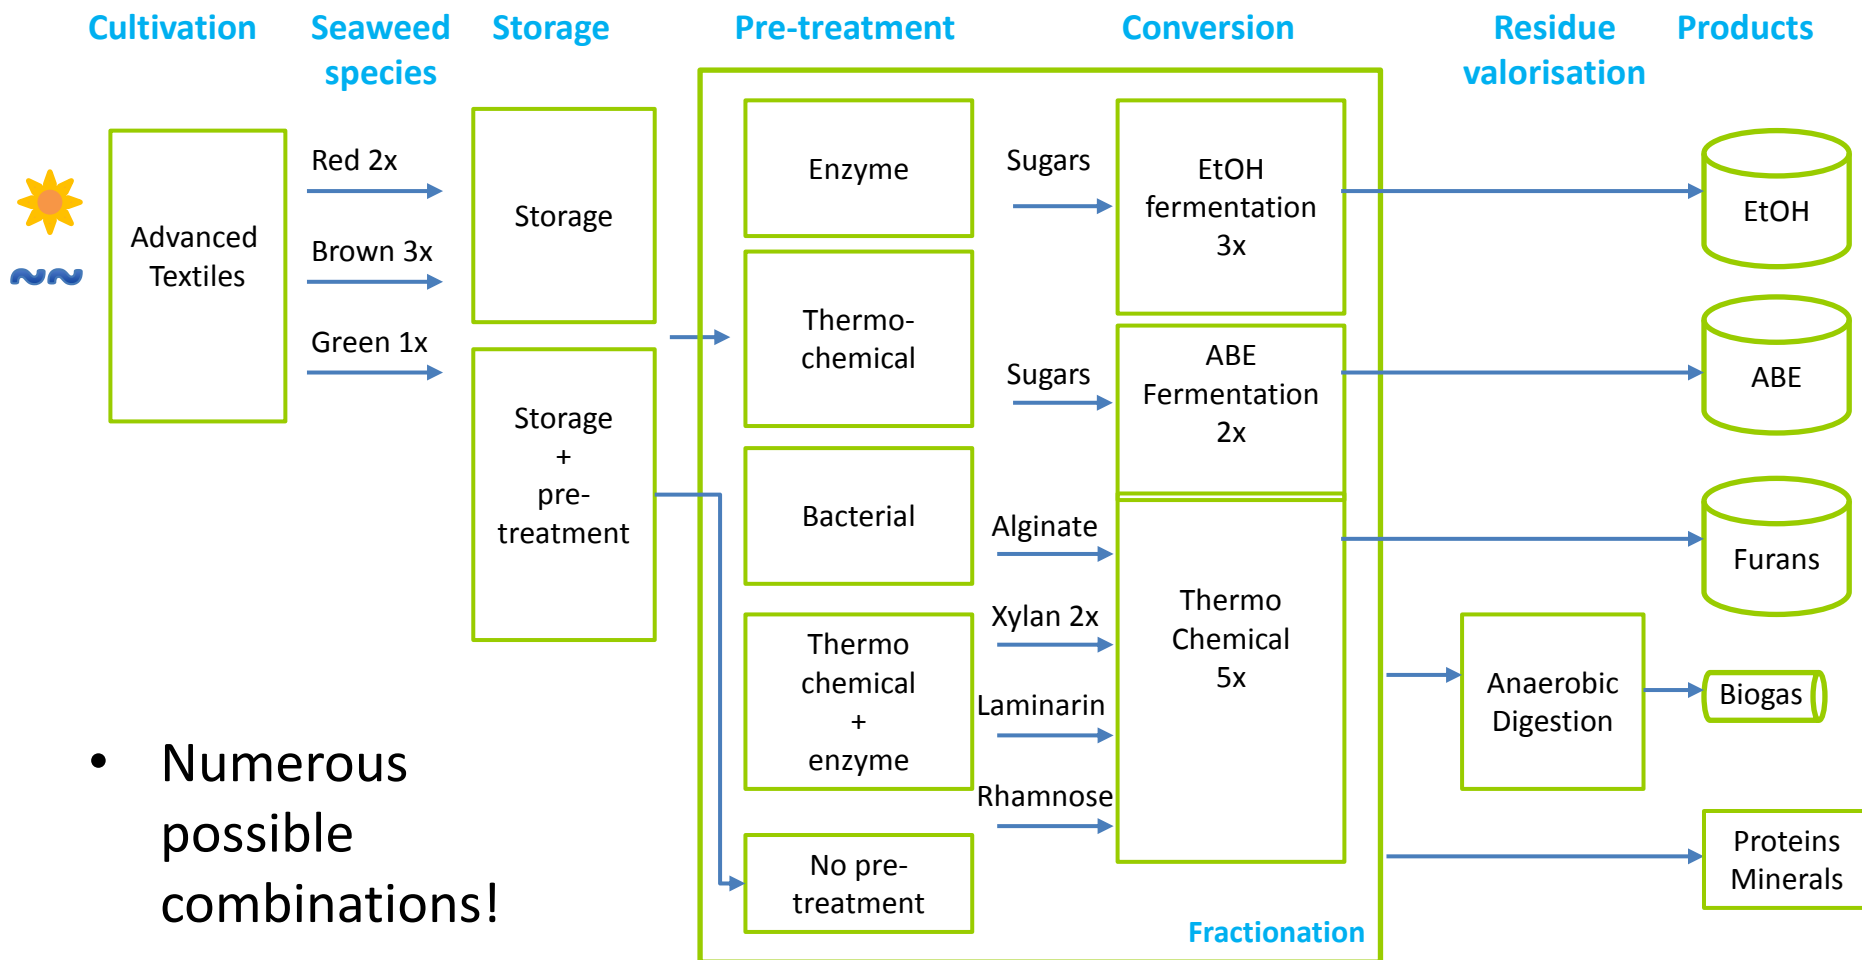 Cultivation
Seaweed
species
Storage
Pre-treatment
Conversion
Residue
valorisation
Products
Advanced
Textiles
Red 2x
Brown 3x
Green 1x
Storage
Storage
+
pre-
treatment
Enzyme
Thermo-
chemical
Bacterial
Thermo
chemical
+
enzyme
No pre-
treatment
Sugars
Sugars
Alginate
Xylan 2x
Laminarin
Rhamnose
EtOH
fermentation
3x
ABE
Fermentation
2x
Thermo
Chemical
5x
Fractionation
Anaerobic
Digestion
EtOH
ABE
Furans
Biogas
Proteins
Minerals
• Numerous
possible
combinations!